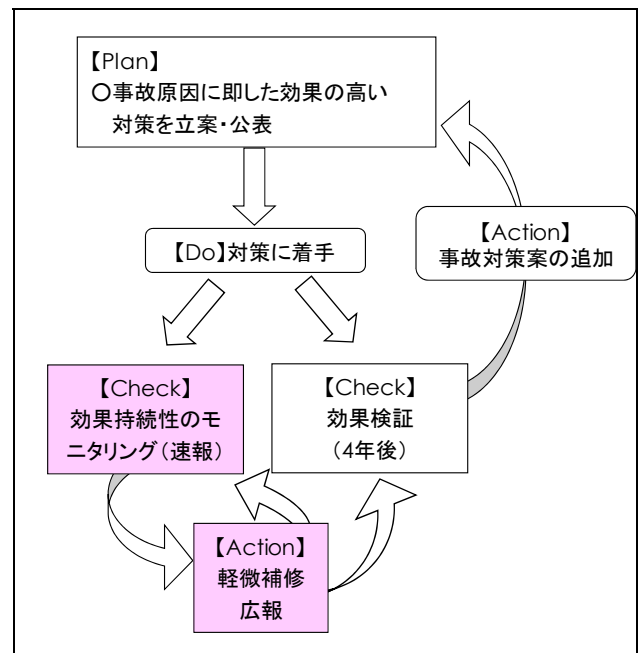 【Plan】
○事故原因に即した効果の高い
対策を立案・公表
【Do】対策に着手
【Action】
事故対策案の追加
【Check】
効果持続性のモ
ニタリング(速報)
【Check】
効果検証
(4年後)
【Action】
軽微補修
広報